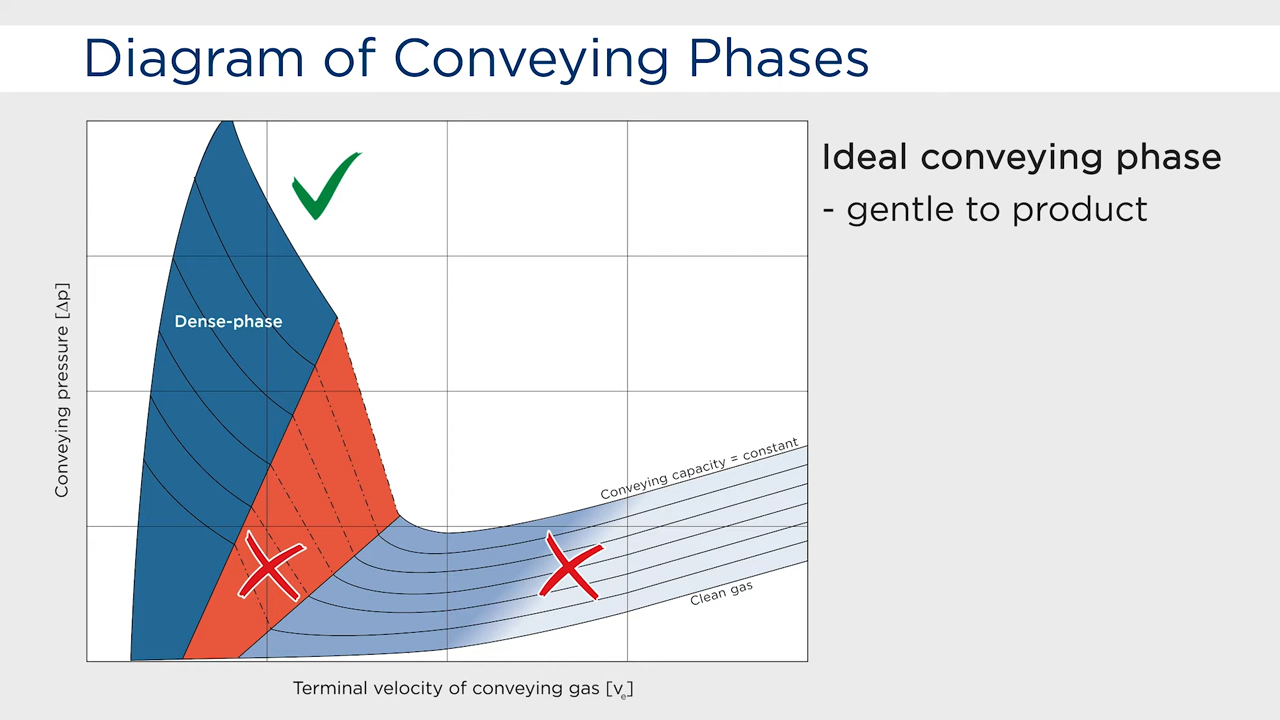 Diagram of Conveying Phases
Ideal conveying phase
- gentle to product
Dense-phase
Conveying pressure [Δp]
Conveying capacity = constant
Clean gas
Terminal velocity of conveying gas [vₑ]